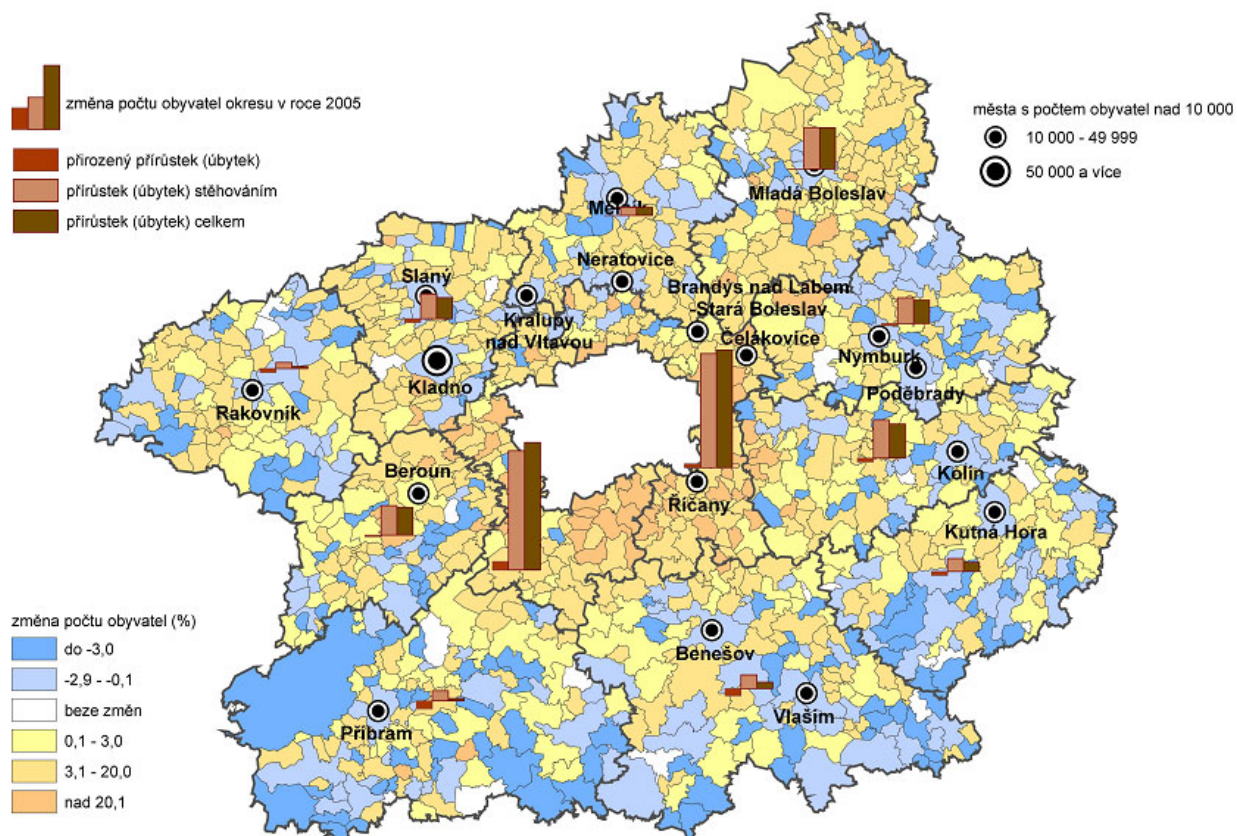 změna počtu obyvatel okresu v roce 2005
přirozený přírůstek (úbytek)
přírůstek (úbytek) stěhováním
přírůstek (úbytek) celkem
města s počtem obyvatel nad 10 000
10 000 - 49 999
50 000 a více
Mladá Boleslav
Mělník
Neratovice
Slaný
Brandýs nad Labem
Stará Boleslav
Kralupy
nad Vltavou
Čelákovice
Nymburk
Kladno
Poděbrady
Rakovník
Beroun
Kolín
Říčany
Kutná Hora
změna počtu obyvatel (%)
do -3,0
-2,9 - -0,1
beze změn
0,1 - 3,0
3,1 - 20,0
nad 20,1
Benešov
Vlašim
Příbram